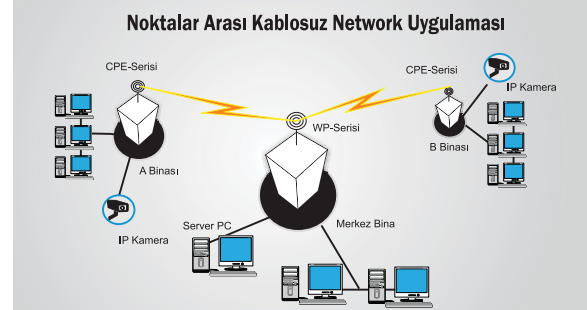 Noktalar Arası Kablosuz Network Uygulaması
CPE-Serisi
CPE-Serisi
IP Kamera
WP-Serisi
B Binası
A Binası
Server PC
Merkez Bina
IP Kamera